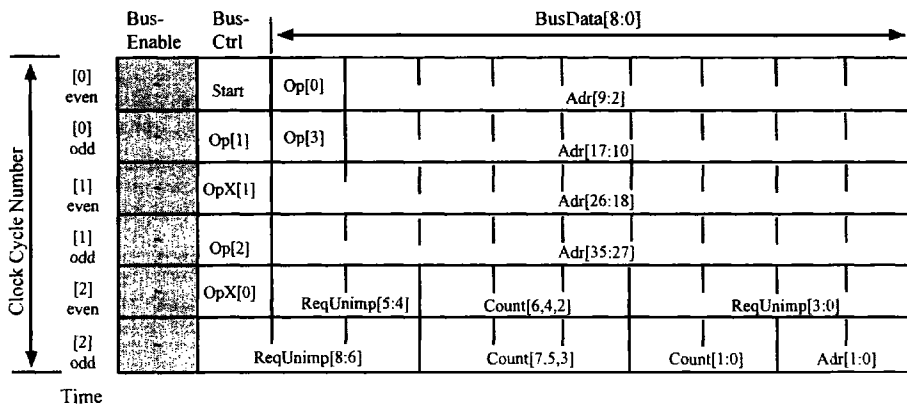 Bus-Enable Bus-Ctrl BusData[8:0]
Clock Cycle Number
[0] even Start Op[0] Adr[9:2]
[0] odd Op[1] Op[3] Adr[17:10]
[1] even OpX[1] Adr[26:18]
[1] odd Op[2] Adr[35:27]
[2] even OpX[0] ReqUnimp[5:4] Count[6,4,2] ReqUnimp[3:0]
[2] odd ReqUnimp[8:6] Count[7.5,3] Count[1:0] Adr[1:0]
Time